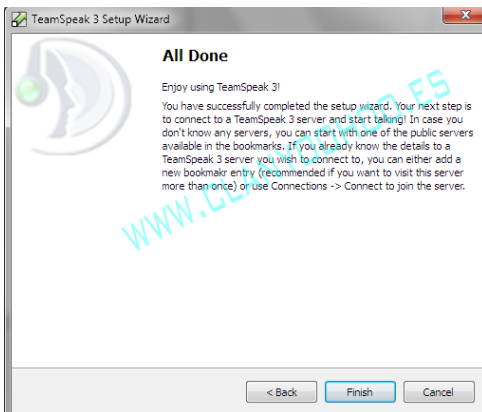 TeamSpeak 3 Setup Wizard
All Done
Enjoy using TeamSpeak 3!
You have successfully completed the setup wizard. Your next step is
to connect to a TeamSpeak 3 server and start talking! In case you
don't know any servers, you can start with one of the public servers
available in the bookmarks. If you already know the details to a
TeamSpeak 3 server you wish to connect to, you can either add a
new bookmakr entry (recommended if you want to visit this server
more than once) or use Connections -> Connect to join the server.
< Back
Finish
Cancel